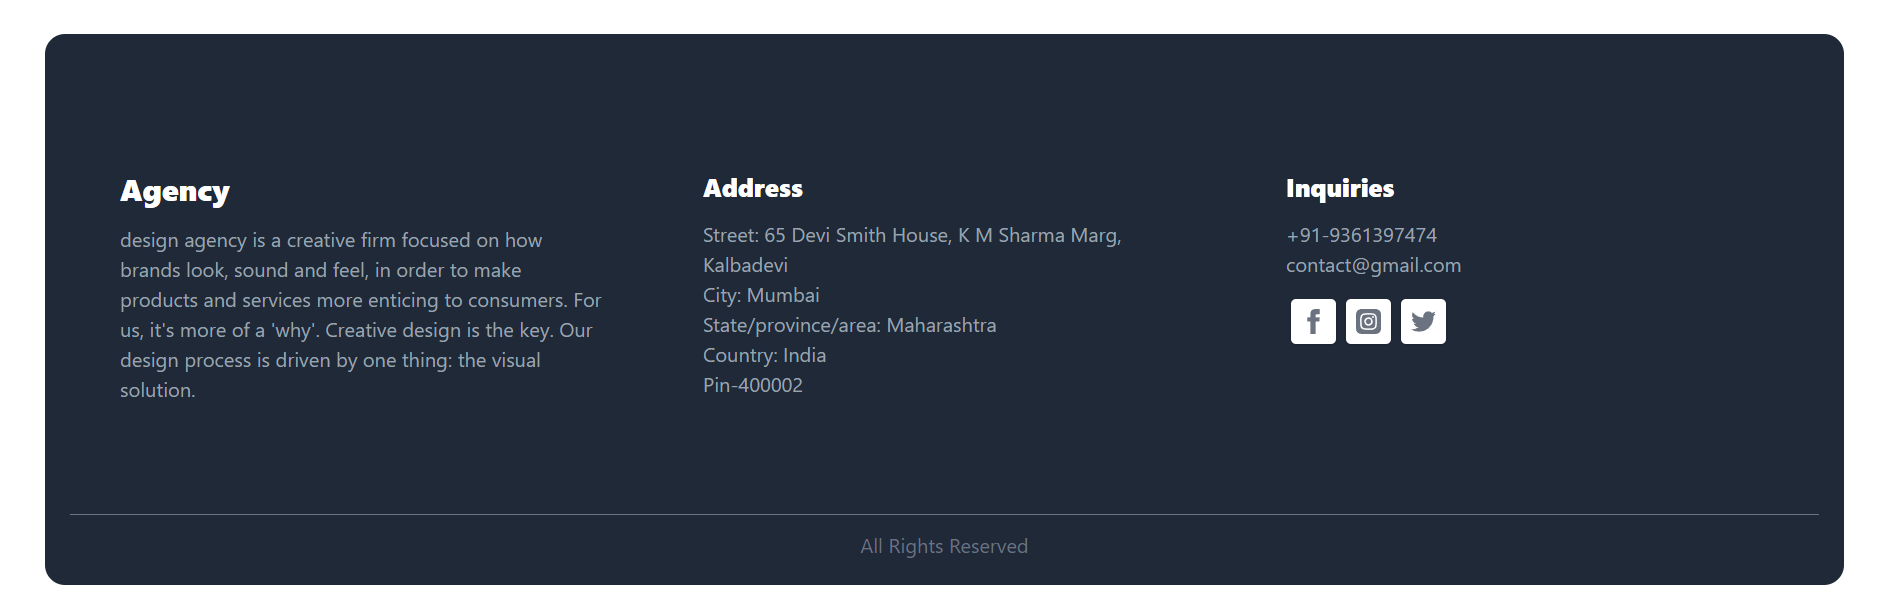 Agency
design agency is a creative firm focused on how
brands look, sound and feel, in order to make
products and services more enticing to consumers. For
us, it's more of a 'why'. Creative design is the key. Our
design process is driven by one thing: the visual
solution.
Address
Street: 65 Devi Smith House, K M Sharma Marg,
Kalbadevi
City: Mumbai
State/province/area: Maharashtra
Country: India
Pin-400002
Inquiries
+91-9361397474
contact@gmail.com
All Rights Reserved